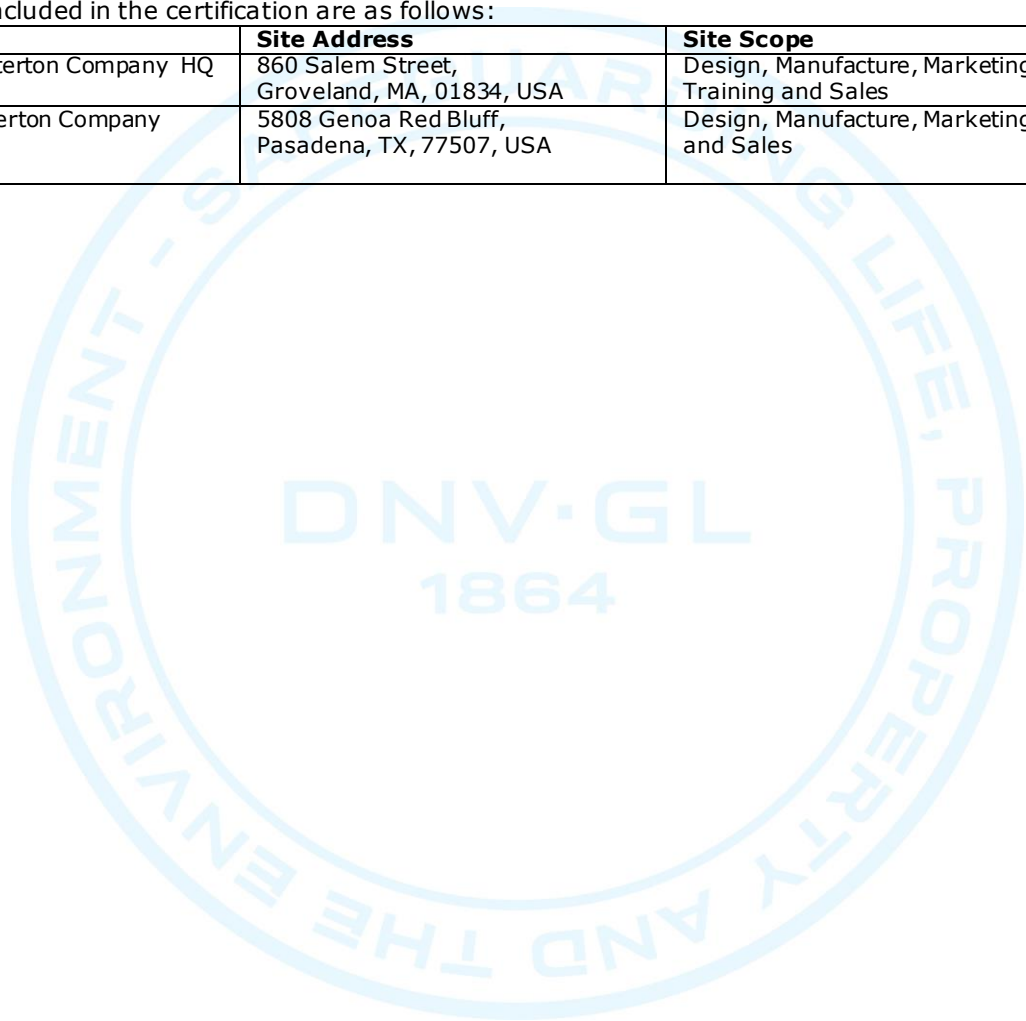 cluded in the certification are as follows:
Site Address Site Scope
terton Company HQ 860 Salem Street, Design, Manufacture, Marketing
Groveland, MA, 01834, USA Training and Sales
erton Company 5808 Genoa Red Bluff, Design, Manufacture, Marketing
Pasadena, TX, 77507, USA and Sales
SAFEGUARDING LIFE, PROPERTY AND THE ENVIRONMENT -
DNV·GL
1864